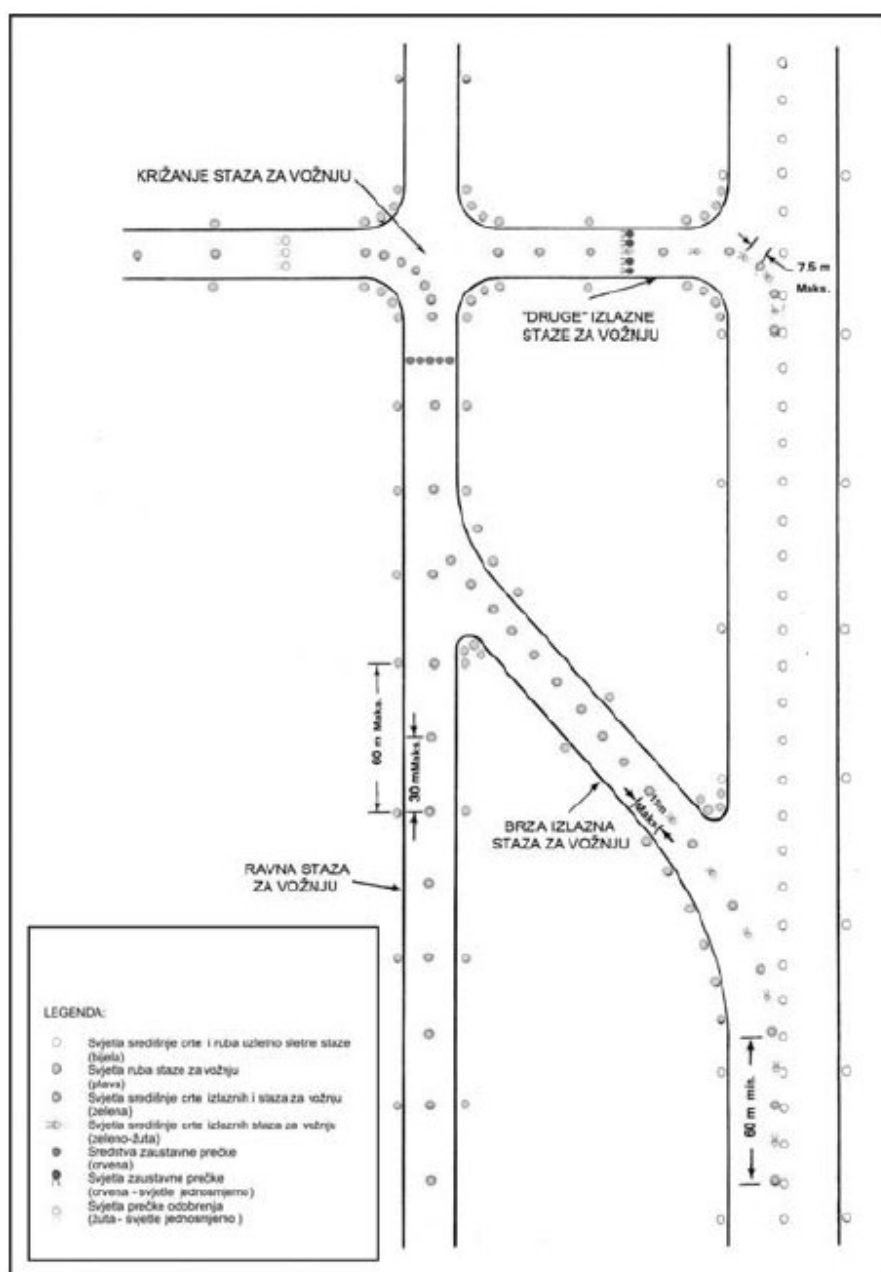 KRIŽANJE STAZA ZA VOŽNJU
7.5 m
Maks.
"DRUGE" IZLAZNE
STAZE ZA VOŽNJU
60 m Maks.
30 m Maks.
15m
Maks.
BRZA IZLAZNA
STAZA ZA VOŽNJU
RAVNA STAZA
ZA VOŽNJU
60 m min.
LEGENDA:
Svjetla središnje crte i ruba uzletno sletne staze
(bijela)
Svjetla ruba staze za vožnju
(plava)
Svjetla središnje crte izlaznih i staza za vožnju
(zelena)
Svjetla središnje crte izlaznih staza za vožnju
(zeleno-žuta)
Sredstva zaustavne prečke
(crvena)
Svjetla zaustavne prečke
(crvena - svjetle jednosmjerno)
Svjetla prečke odobrenja
(žuta - svjetle jednosmjerno)